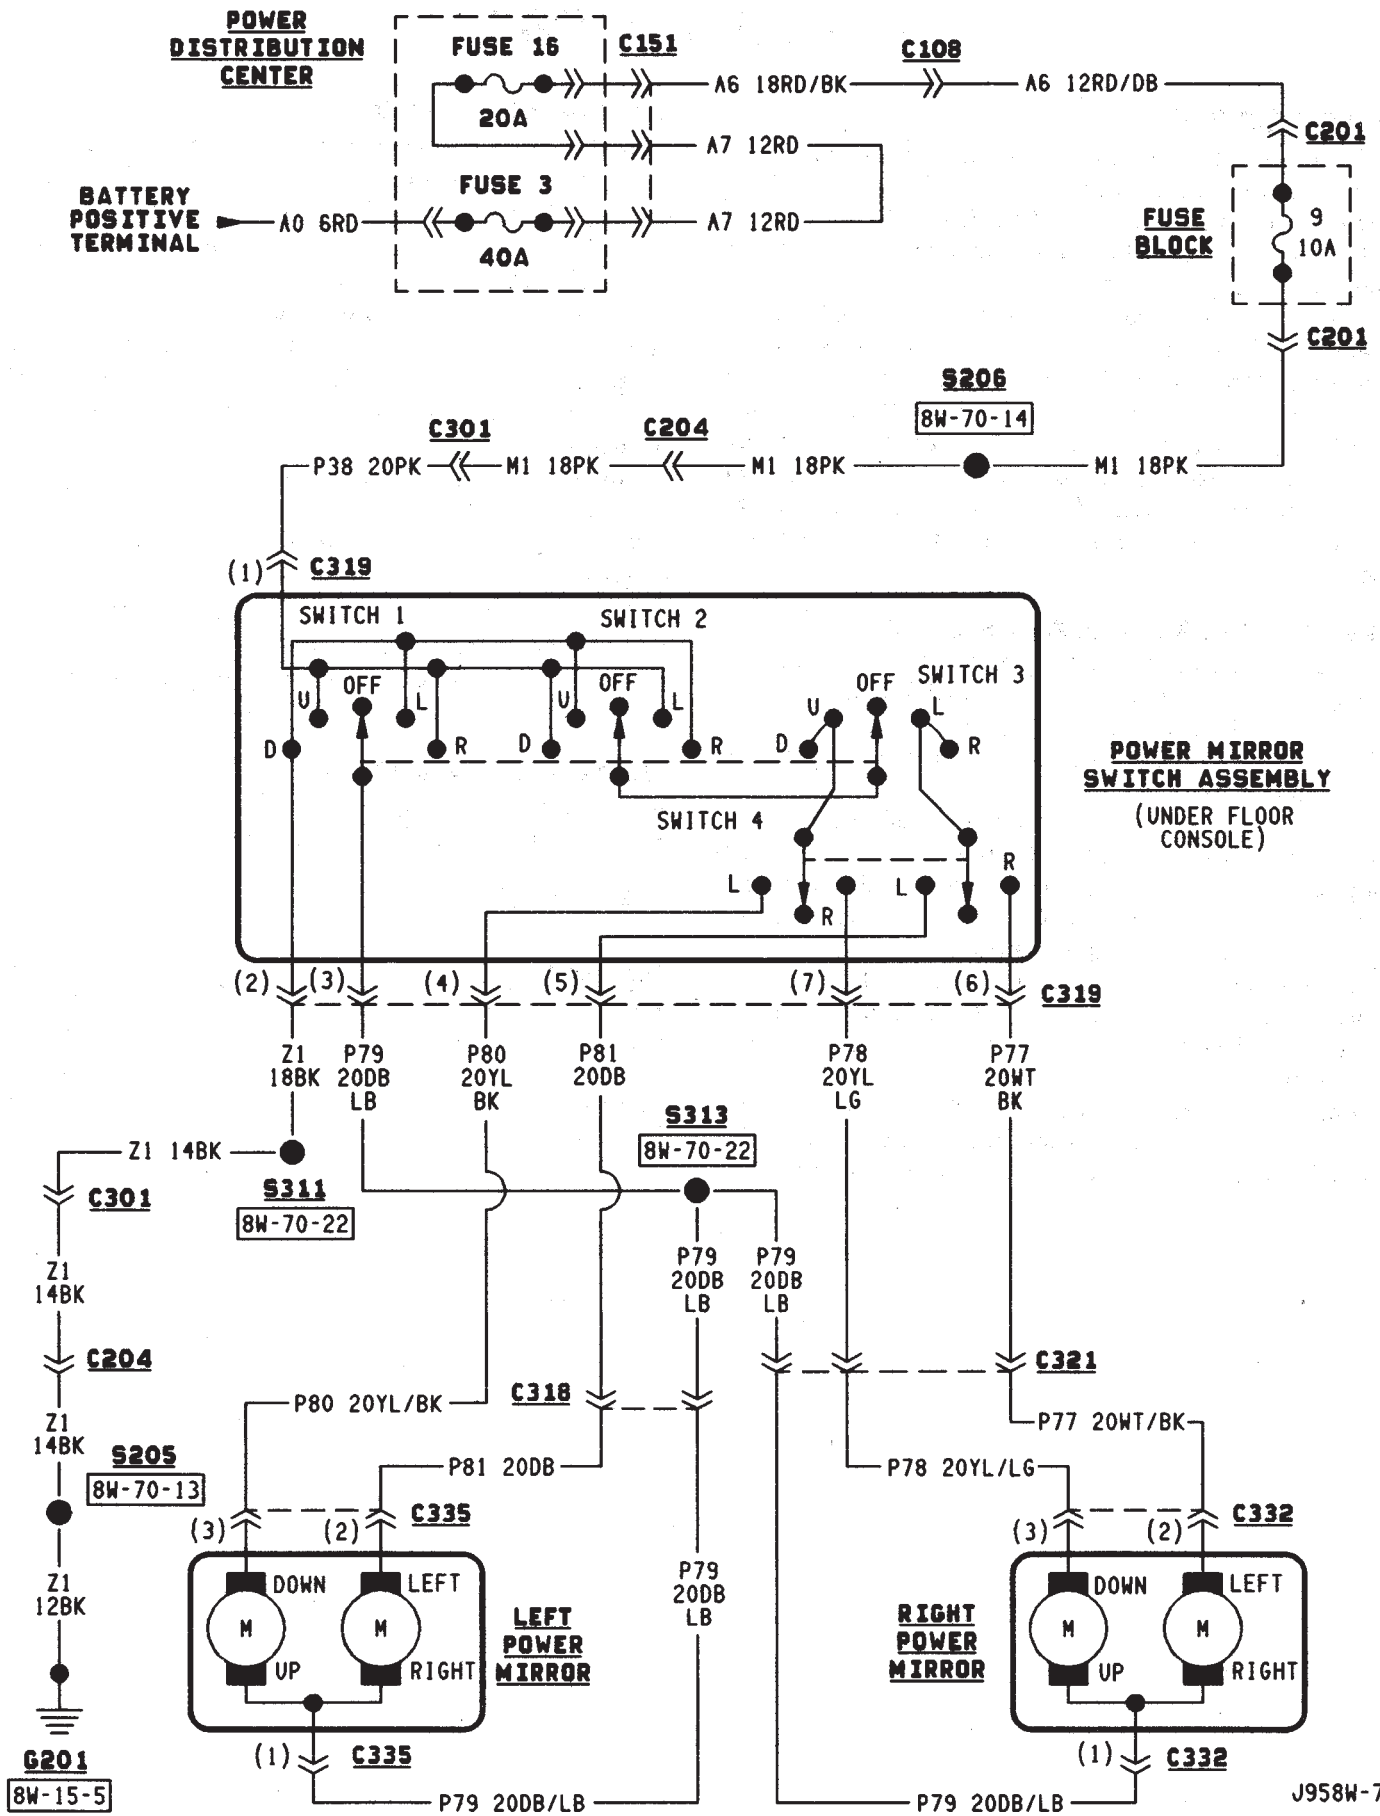 POWER
DISTRIBUTION
CENTER
FUSE 16
20A
C151
A6 18RD/BK
C108
A6 12RD/DB
C201
A7 12RD
FUSE 3
40A
BATTERY
POSITIVE
TERMINAL
A0 6RD
A7 12RD
FUSE
BLOCK
9
10A
C201
S206
8W-70-14
C301
C204
P38 20PK
M1 18PK
M1 18PK
M1 18PK
(1)
C319
SWITCH 1
SWITCH 2
SWITCH 3
U
OFF
L
U
OFF
L
U
OFF
L
D
R
D
R
D
R
POWER MIRROR
SWITCH ASSEMBLY
(UNDER FLOOR
CONSOLE)
SWITCH 4
L
R
L
R
(2)
(3)
(4)
(5)
(7)
(6)
C319
Z1
18BK
P79
20DB
LB
P80
20YL
BK
P81
20DB
P78
20YL
LG
P77
20WT
BK
S313
8W-70-22
Z1 14BK
S311
8W-70-22
C301
Z1
14BK
P79
20DB
LB
P79
20DB
LB
C204
C321
C318
P80 20YL/BK
Z1
14BK
P77 20WT/BK
S205
8W-70-13
P81 20DB
P78 20YL/LG
(3)
(2)
C335
(3)
(2)
C332
Z1
12BK
DOWN
LEFT
M
M
UP
RIGHT
LEFT
POWER
MIRROR
P79
20DB
LB
RIGHT
POWER
MIRROR
DOWN
LEFT
M
M
UP
RIGHT
G201
8W-15-5
(1)
C335
P79 20DB/LB
(1)
C332
P79 20DB/LB
J958W-7